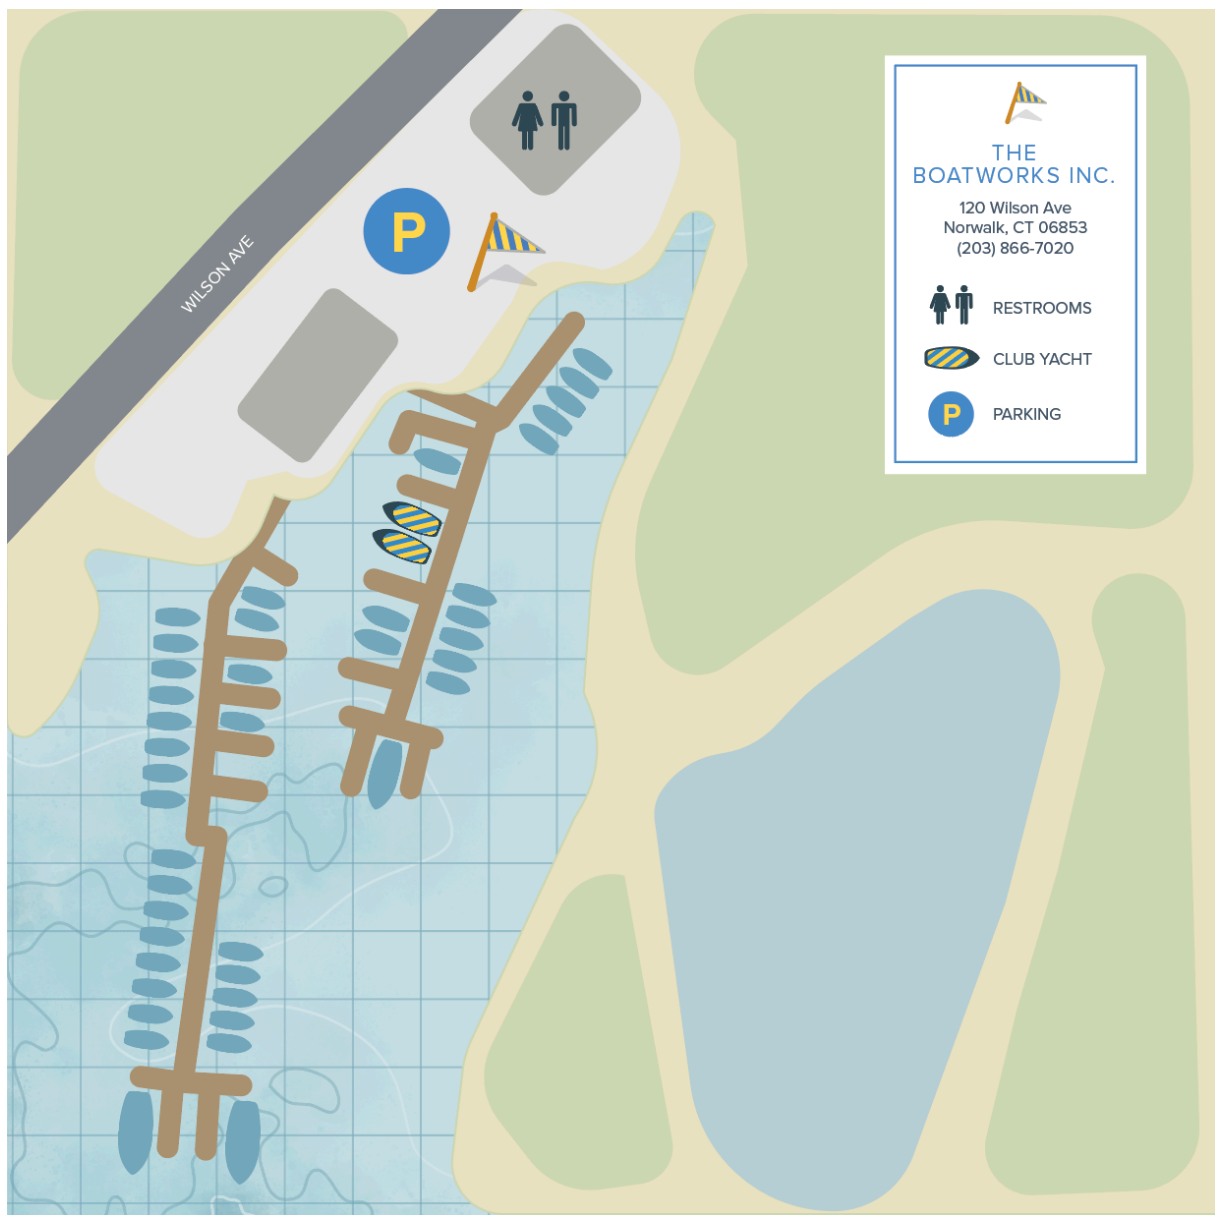 WILSON AVE
P
THE
BOATWORKS INC.
120 Wilson Ave
Norwalk, CT 06853
(203) 866-7020
RESTROOMS
CLUB YACHT
P PARKING